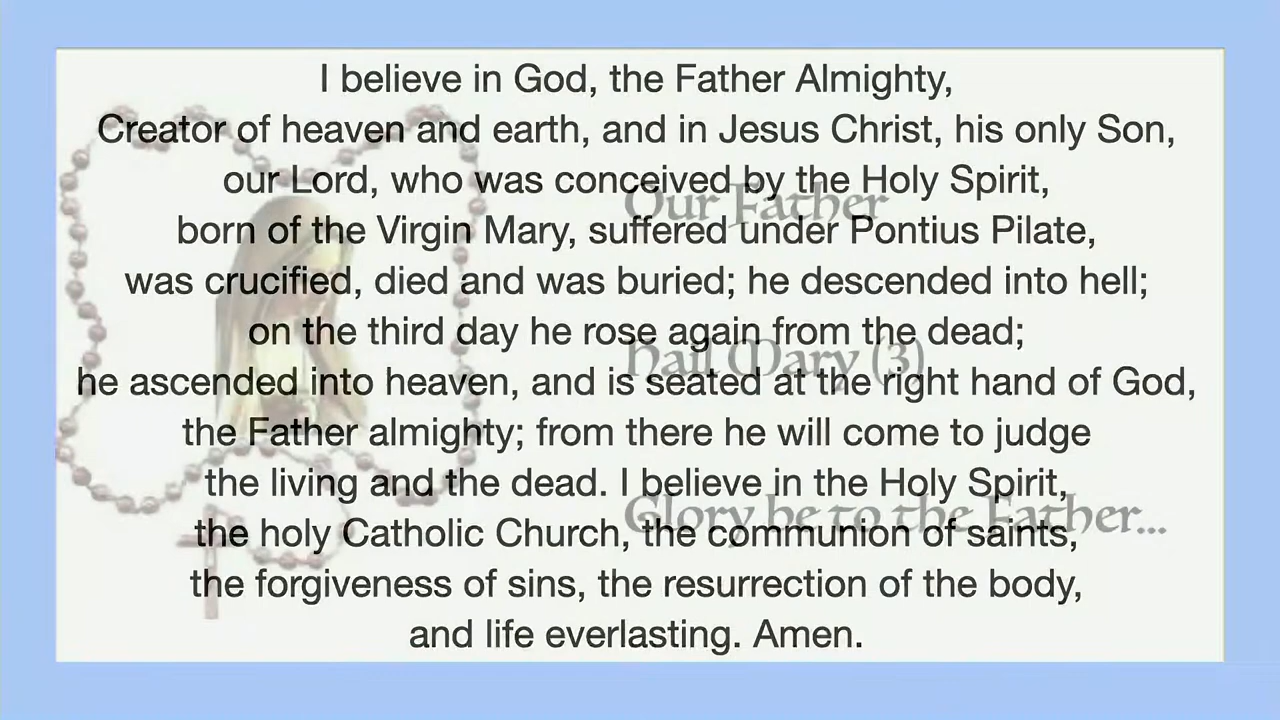 I believe in God, the Father Almighty,
Creator of heaven and earth, and in Jesus Christ, his only Son,
our Lord, who was conceived by the Holy Spirit,
Our Father
born of the Virgin Mary, suffered under Pontius Pilate,
was crucified, died and was buried; he descended into hell;
on the third day he rose again from the dead;
Hail Mary (3)
he ascended into heaven, and is seated at the right hand of God,
the Father almighty; from there he will come to judge
the living and the dead. I believe in the Holy Spirit,
Glory be to the Father...
the holy Catholic Church, the communion of saints,
the forgiveness of sins, the resurrection of the body,
and life everlasting. Amen.